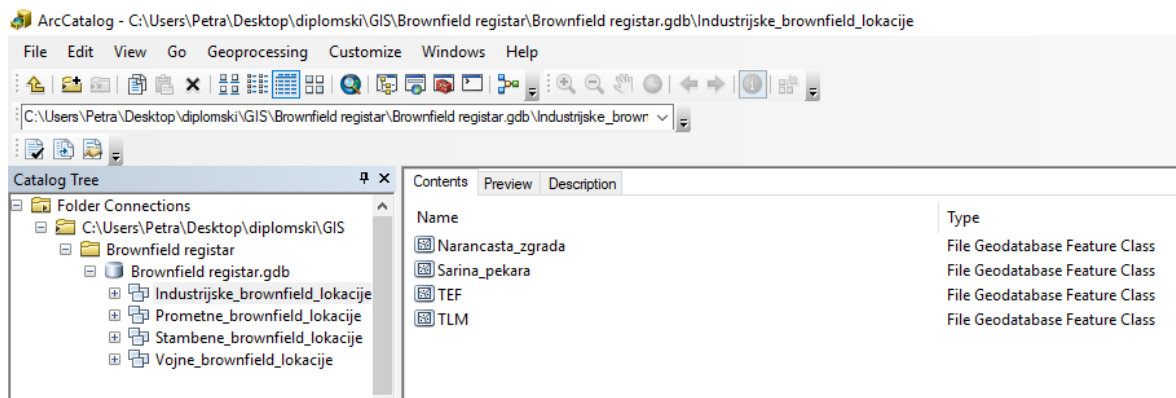 ArcCatalog - C:\Users\Petra\Desktop\diplomski\GIS\Brownfield registar\Brownfield registar.gdb\Industrijske_brownfield_lokacije
File Edit View Go Geoprocessing Customize Windows Help
C:\Users\Petra\Desktop\diplomski\GIS\Brownfield registar\Brownfield registar.gdb\Industrijske_brown
Catalog Tree
Folder Connections
C:\Users\Petra\Desktop\diplomski\GIS
Brownfield registar
Brownfield registar.gdb
Industrijske_brownfield_lokacije
Prometne_brownfield_lokacije
Stambene_brownfield_lokacije
Vojne_brownfield_lokacije
Contents Preview Description
Name Type
Narancasta_zgrada File Geodatabase Feature Class
Sarina_pekara File Geodatabase Feature Class
TEF File Geodatabase Feature Class
TLM File Geodatabase Feature Class